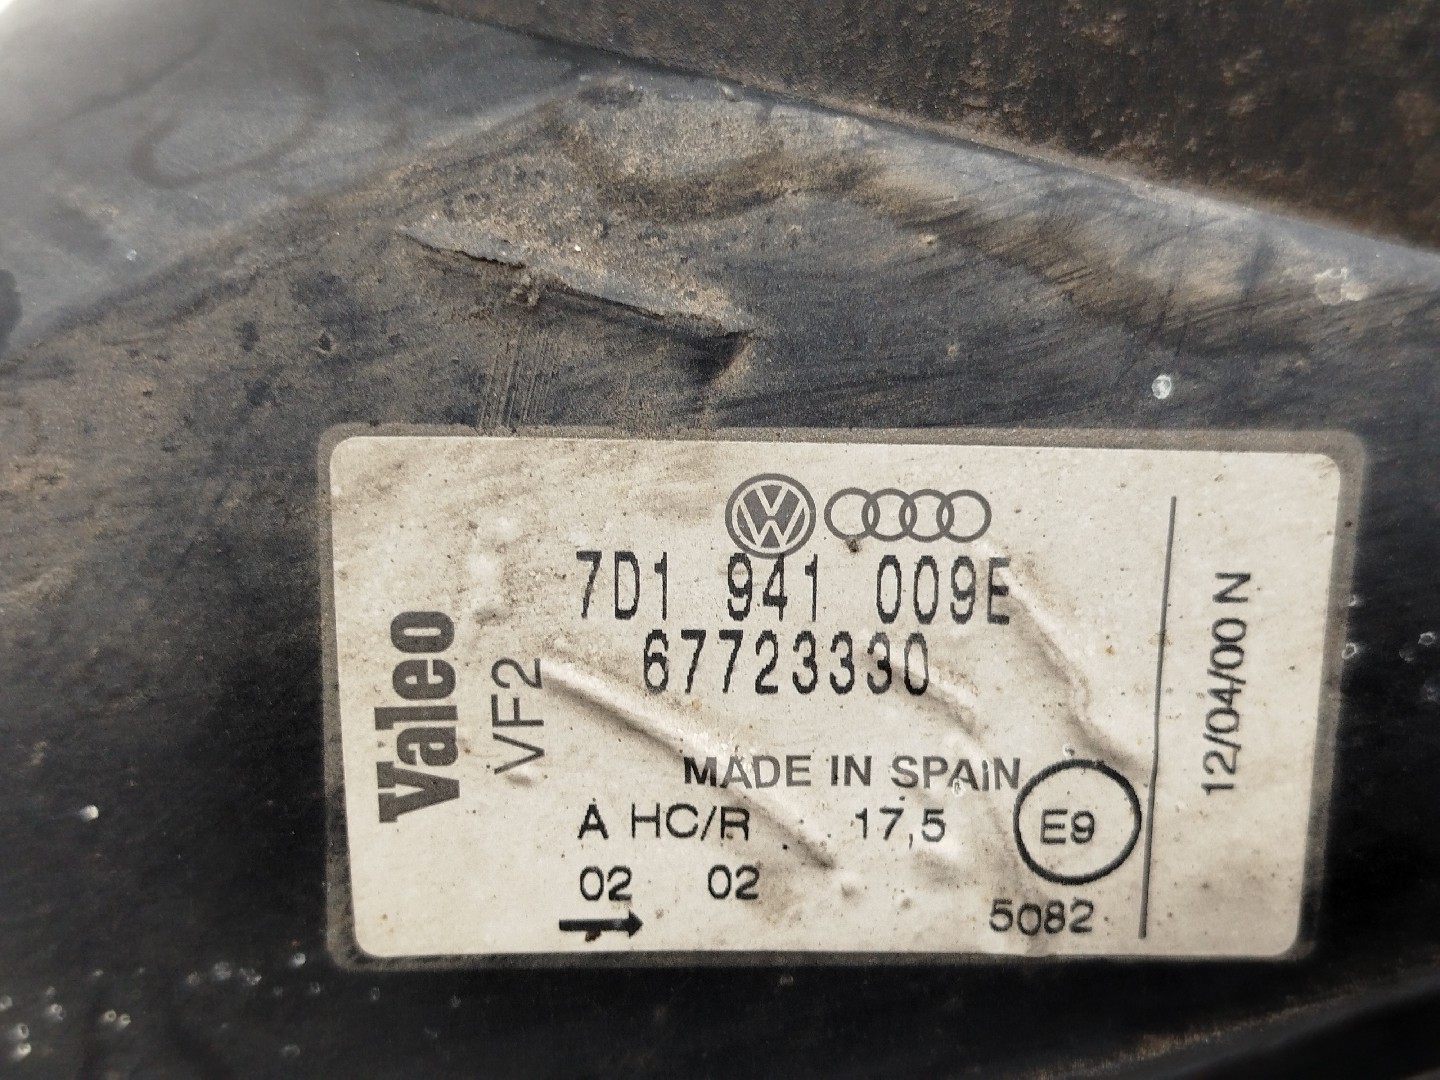 7D1 941 009E
67723330
Valeo
VF2
MADE IN SPAIN
A HC/R 17,5 E9
02 02
5082
12/04/00 N